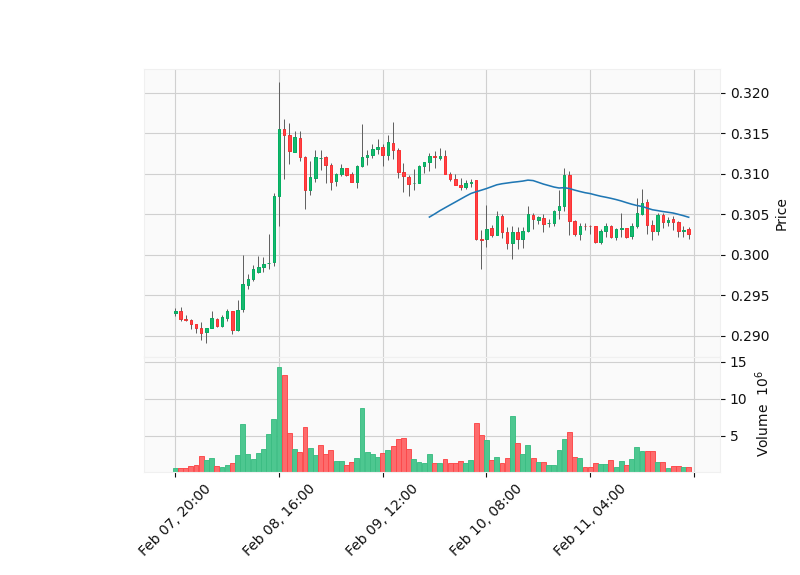 0.320
0.315
0.310
0.305
0.300
0.295
0.290
Price
15
10
5
Volume 10⁶
Feb 07, 20:00
Feb 08, 16:00
Feb 09, 12:00
Feb 10, 08:00
Feb 11, 04:00